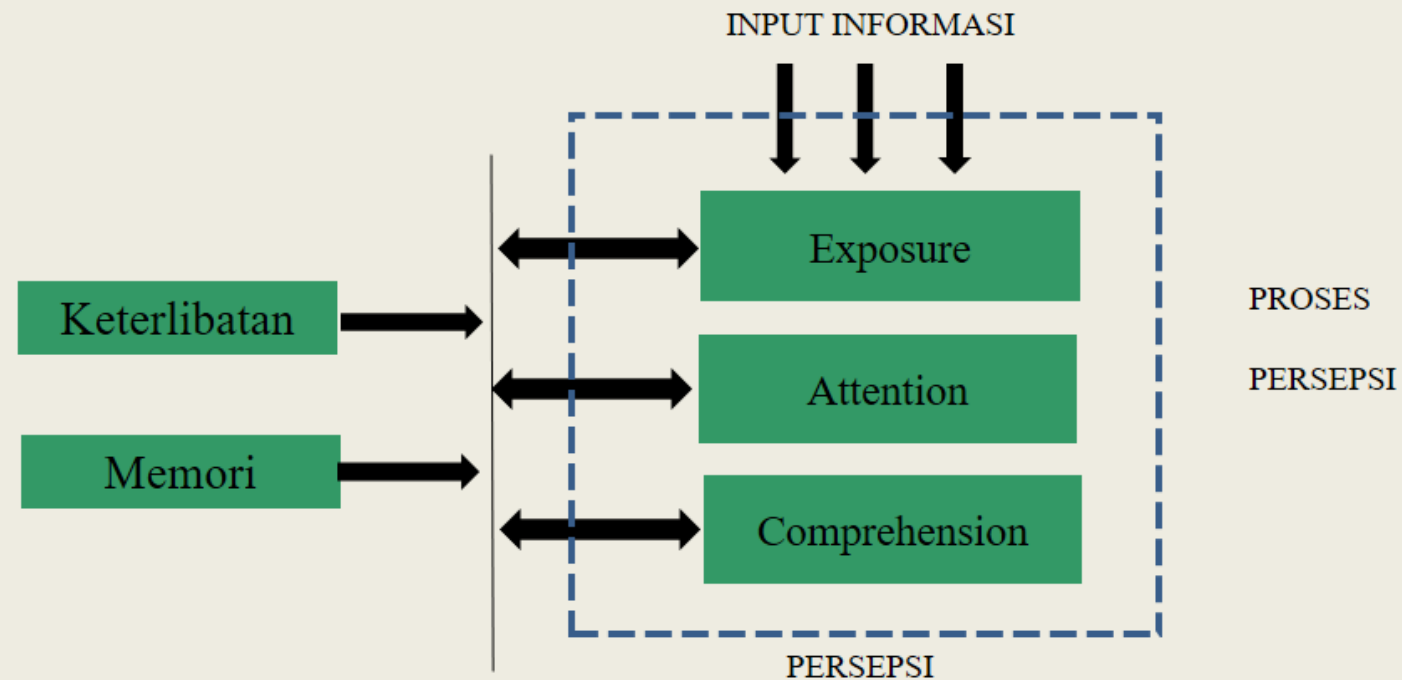 INPUT INFORMASI
Exposure
Keterlibatan
PROSES
PERSEPSI
Attention
Memori
Comprehension
PERSEPSI